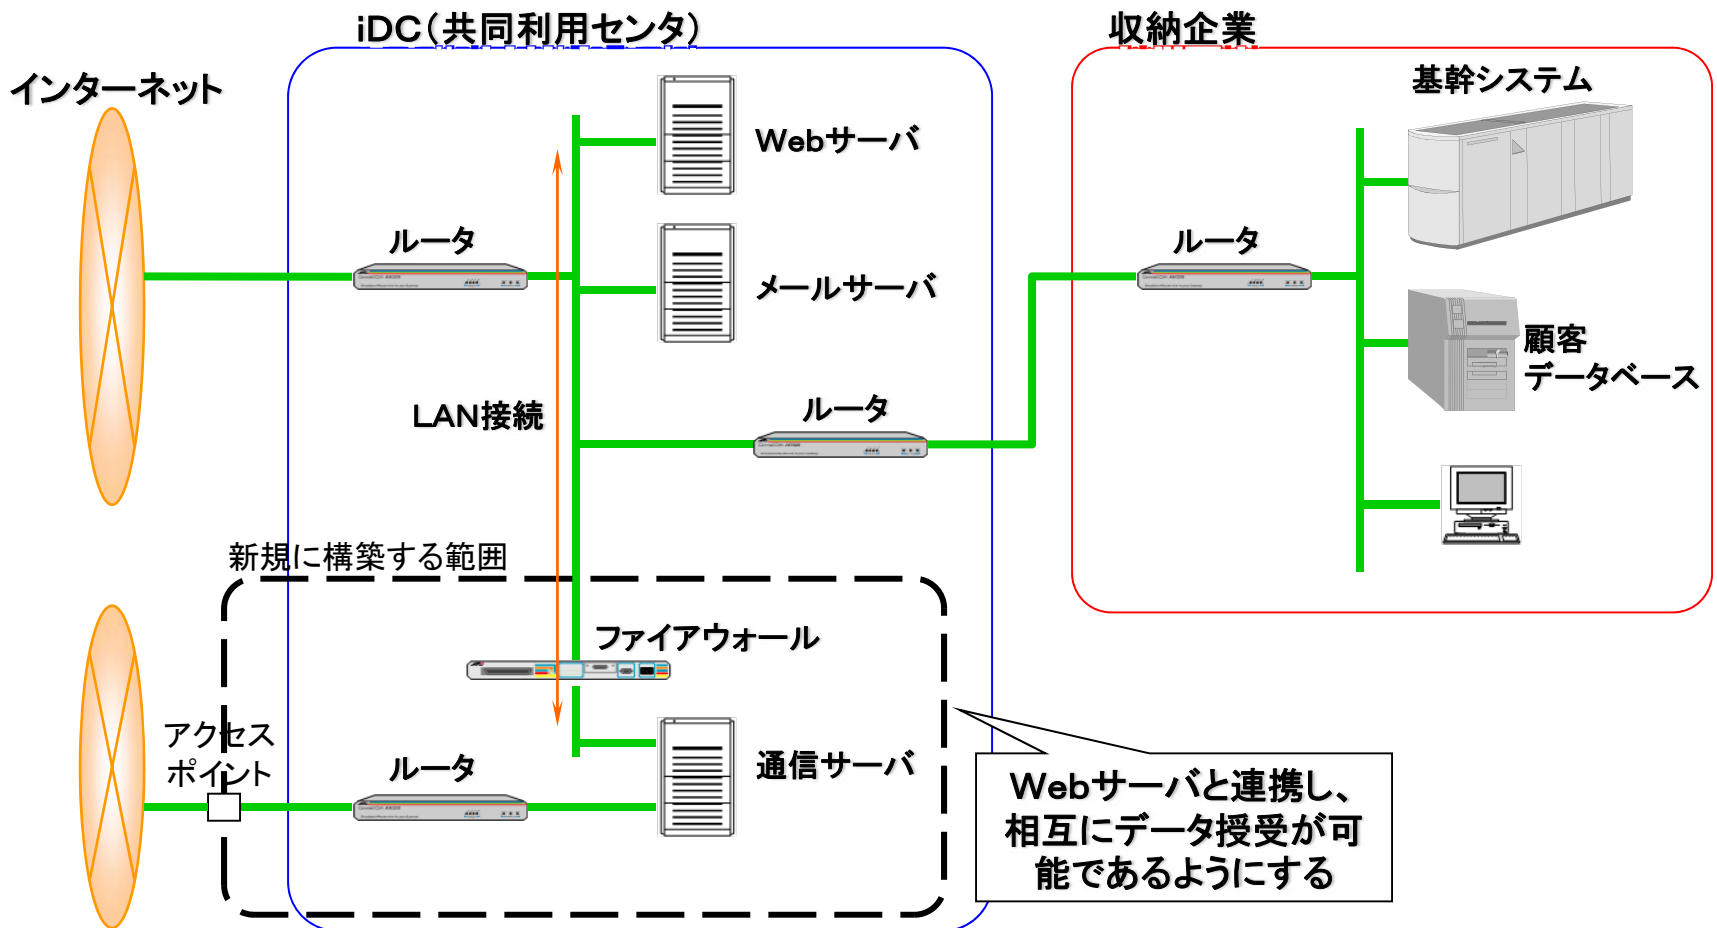 iDC(共同利用センタ)
収納企業
インターネット
基幹システム
Webサーバ
ルータ
ルータ
メールサーバ
顧客
データベース
LAN接続
ルータ
新規に構築する範囲
ファイアウォール
アクセス
ポイント
ルータ
通信サーバ
Webサーバと連携し、
相互にデータ授受が可
能であるようにする